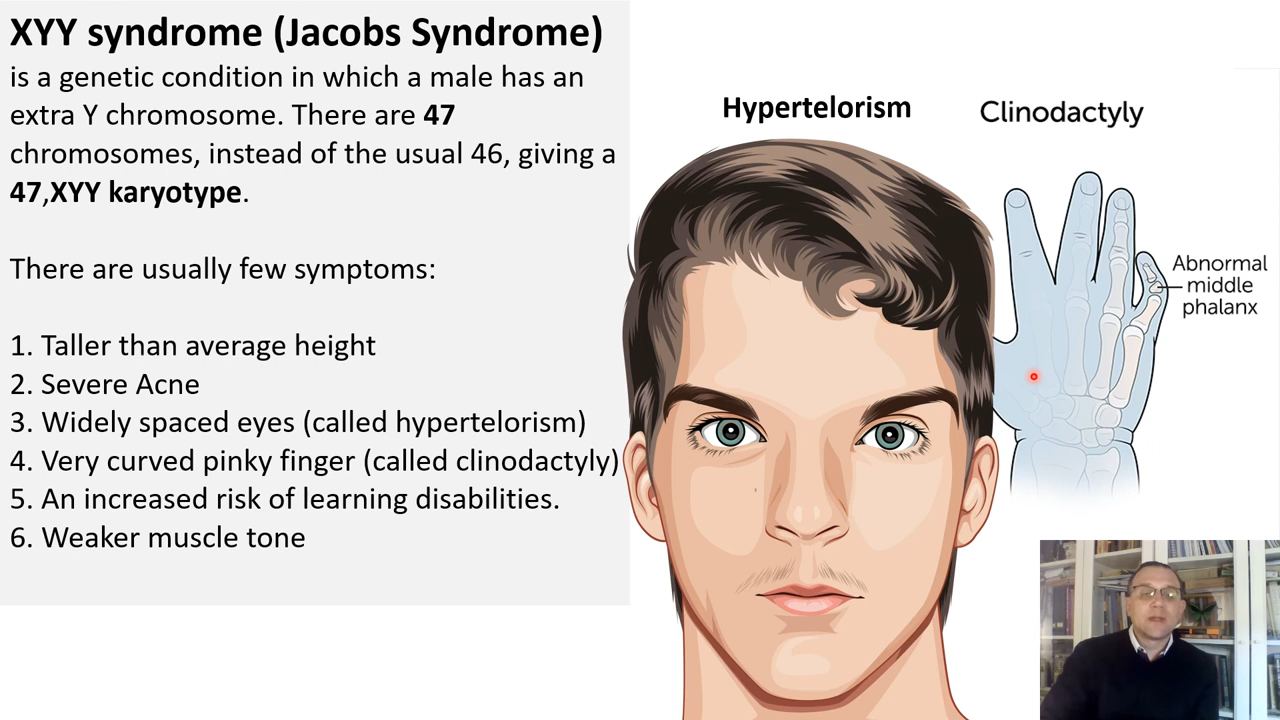 XYY syndrome (Jacobs Syndrome)
is a genetic condition in which a male has an
extra Y chromosome. There are 47
chromosomes, instead of the usual 46, giving a
47,XYY karyotype.
There are usually few symptoms:
1. Taller than average height
2. Severe Acne
3. Widely spaced eyes (called hypertelorism)
4. Very curved pinky finger (called clinodactyly)
5. An increased risk of learning disabilities.
6. Weaker muscle tone
Hypertelorism
Clinodactyly
Abnormal
middle
phalanx